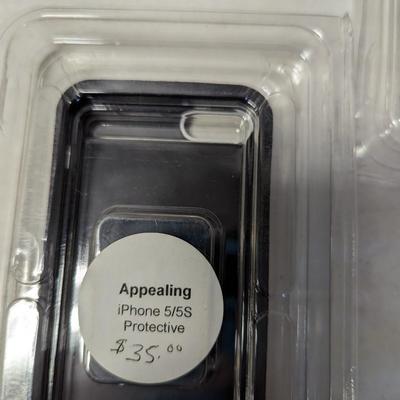 Appealing
iPhone 5/5S
Protective
$35.00